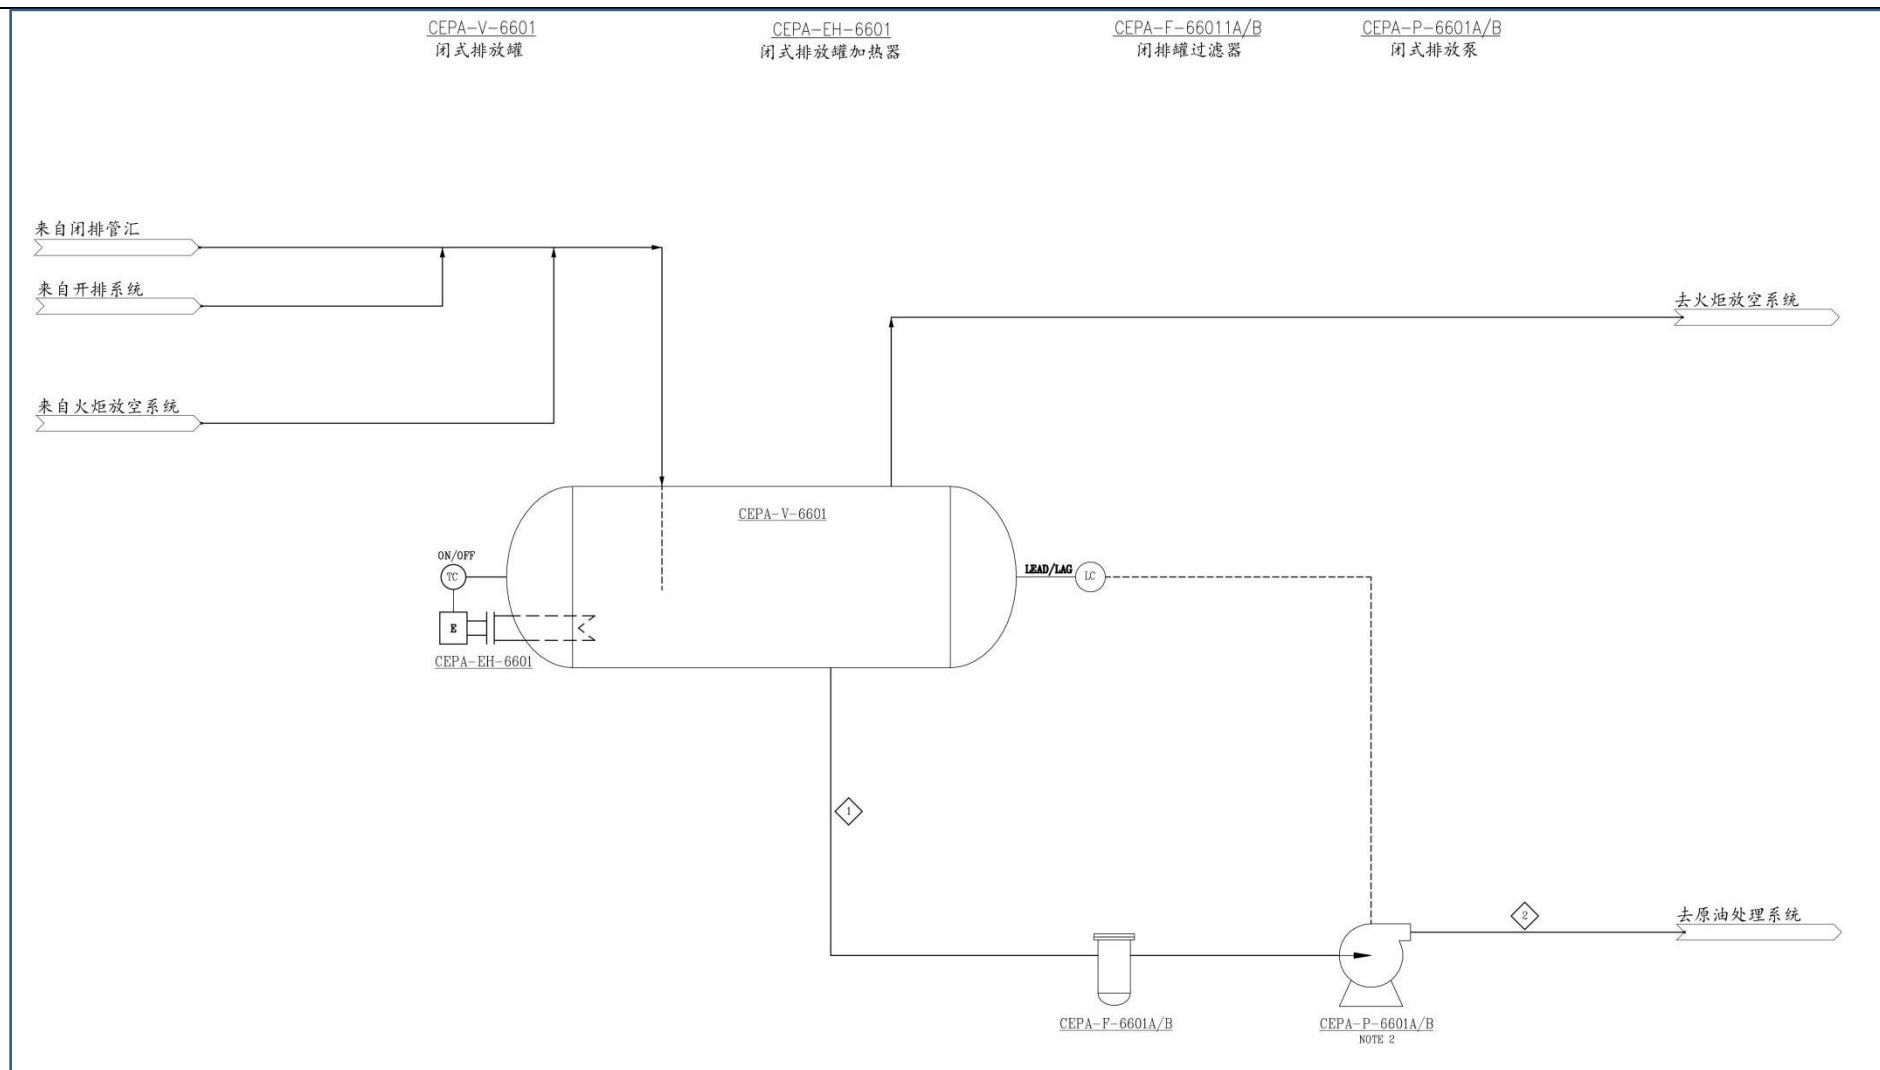 CEPA-V-6601
闭式排放罐
CEPA-EH-6601
闭式排放罐加热器
CEPA-F-66011A/B
闭排罐过滤器
CEPA-P-6601A/B
闭式排放泵
来自闭排管汇
来自开排系统
去火炬放空系统
来自火炬放空系统
CEPA-V-6601
ON/OFF
TC
LEAD/LAG
LC
E
CEPA-EH-6601
1
2
去原油处理系统
CEPA-F-6601A/B
CEPA-P-6601A/B
NOTE 2